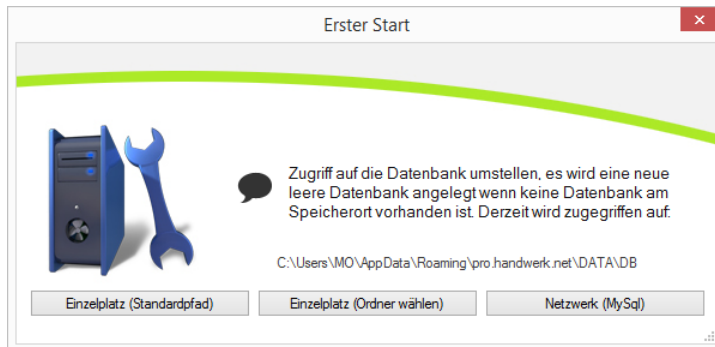 Erster Start
Zugriff auf die Datenbank umstellen, es wird eine neue
leere Datenbank angelegt wenn keine Datenbank am
Speicherort vorhanden ist. Derzeit wird zugegriffen auf:
C:\Users\MO\AppData\Roaming\pro.handwerk.net\DATA\DB
Einzelplatz (Standardpfad)
Einzelplatz (Ordner wählen)
Netzwerk (MySql)